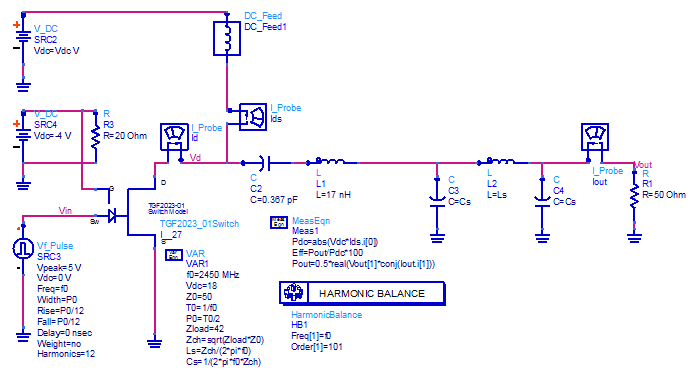 DC_Feed
DC_Feed1
V_DC
SRC2
Vdc=Vdc V
V_DC
SRC4
Vdc=-4 V
R
R3
R=20 Ohm
I_Probe
Ids
I_Probe
Id
Vd
C
C2
C=0.367 pF
L
L1
L=17 nH
C
C3
C=Cs
L
L2
L=Ls
C
C4
C=Cs
I_Probe
Iout
Vout
R
R1
R=50 Ohm
G
D
TGF2023-01
Switch Model
Sw
S
Vin
TGF2023_01Switch
I__27
Vf_Pulse
SRC3
Vpeak=5 V
Vdc=0 V
Freq=f0
Width=P0
Rise=P0/12
Fall=P0/12
Delay=0 nsec
Weight=no
Harmonics=12
Var
Eqn
VAR
VAR1
f0=2450 MHz
Vdc=18
Z0=50
T0=1/f0
P0=T0/2
Zload=42
Zch=sqrt(Zload*Z0)
Ls=Zch/(2*pi*f0)
Cs=1/(2*pi*f0*Zch)
Meas
Eqn
MeasEqn
Meas1
Pdc=abs(Vdc*Ids.i[0])
Eff=Pout/Pdc*100
Pout=0.5*real(Vout[1]*conj(Iout.i[1]))
HARMONIC BALANCE
HarmonicBalance
HB1
Freq[1]=f0
Order[1]=101